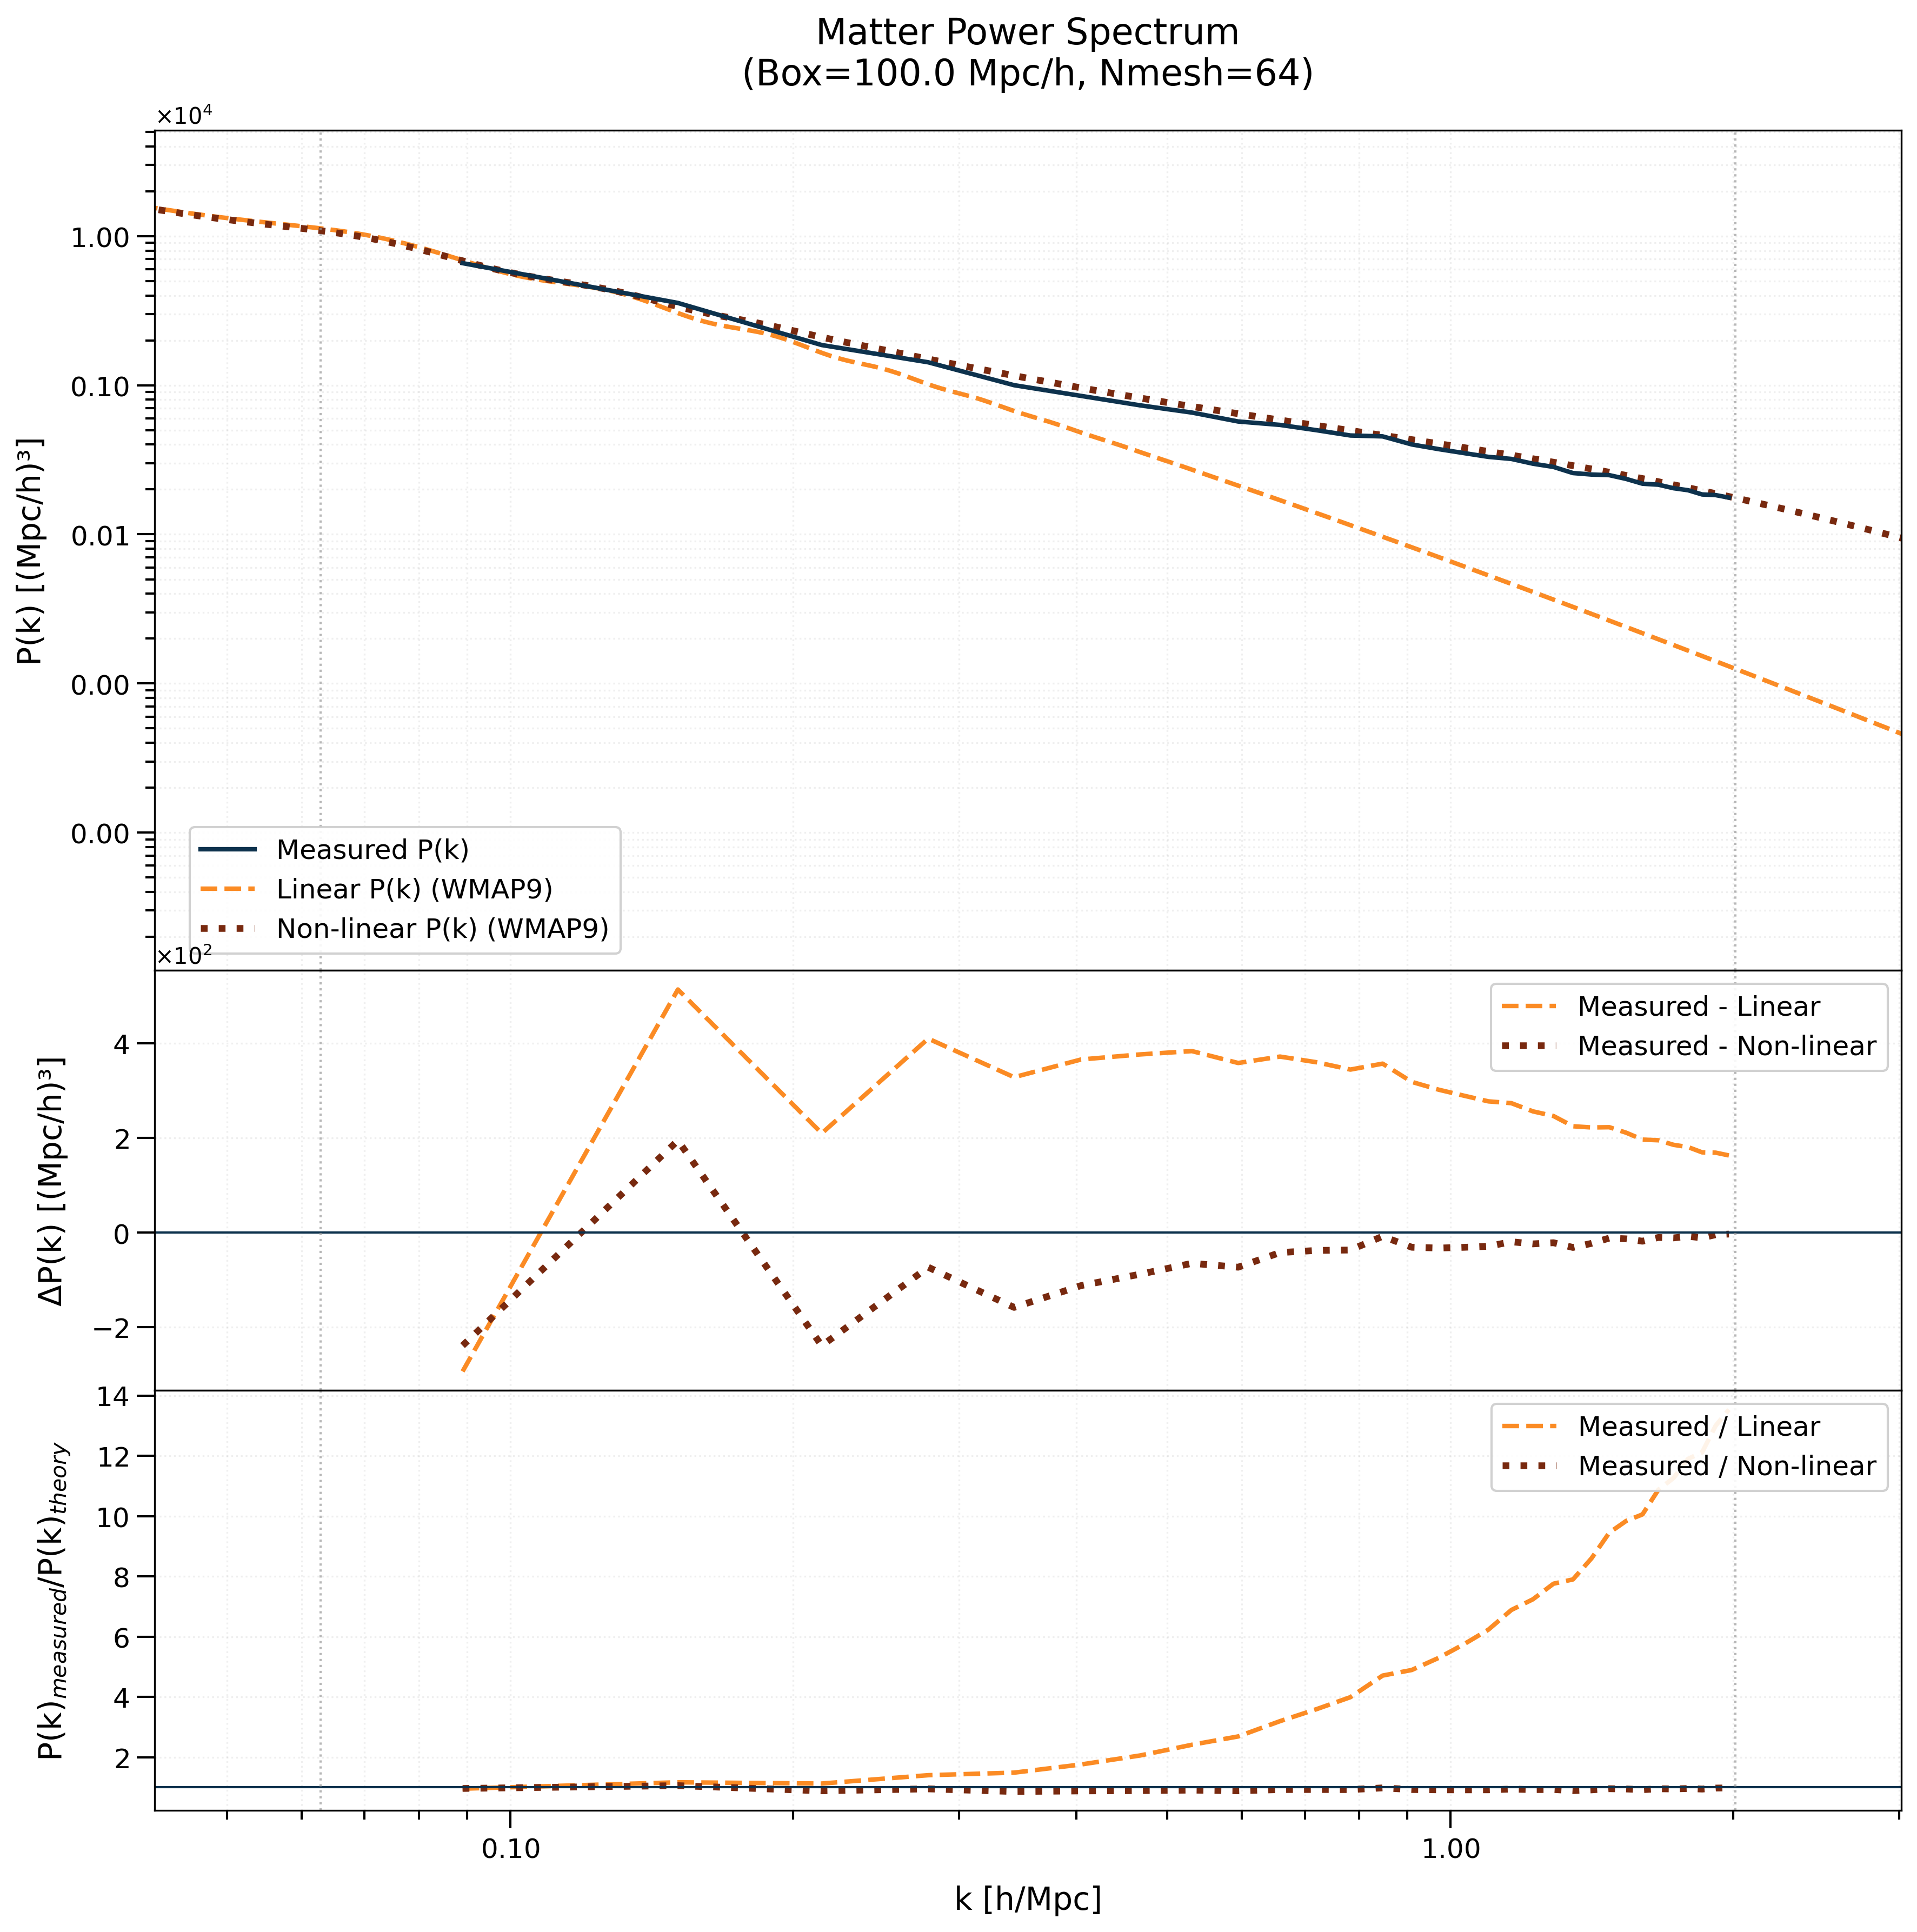 Matter Power Spectrum
(Box=100.0 Mpc/h, Nmesh=64)
×10⁴
1.00
0.10
0.01
0.00
0.00
P(k) [(Mpc/h)³]
Measured P(k)
Linear P(k) (WMAP9)
Non-linear P(k) (WMAP9)
×10²
4
2
0
−2
ΔP(k) [(Mpc/h)³]
Measured - Linear
Measured - Non-linear
14
12
10
8
6
4
2
P(k)measured/P(k)theory
Measured / Linear
Measured / Non-linear
0.10
1.00
k [h/Mpc]